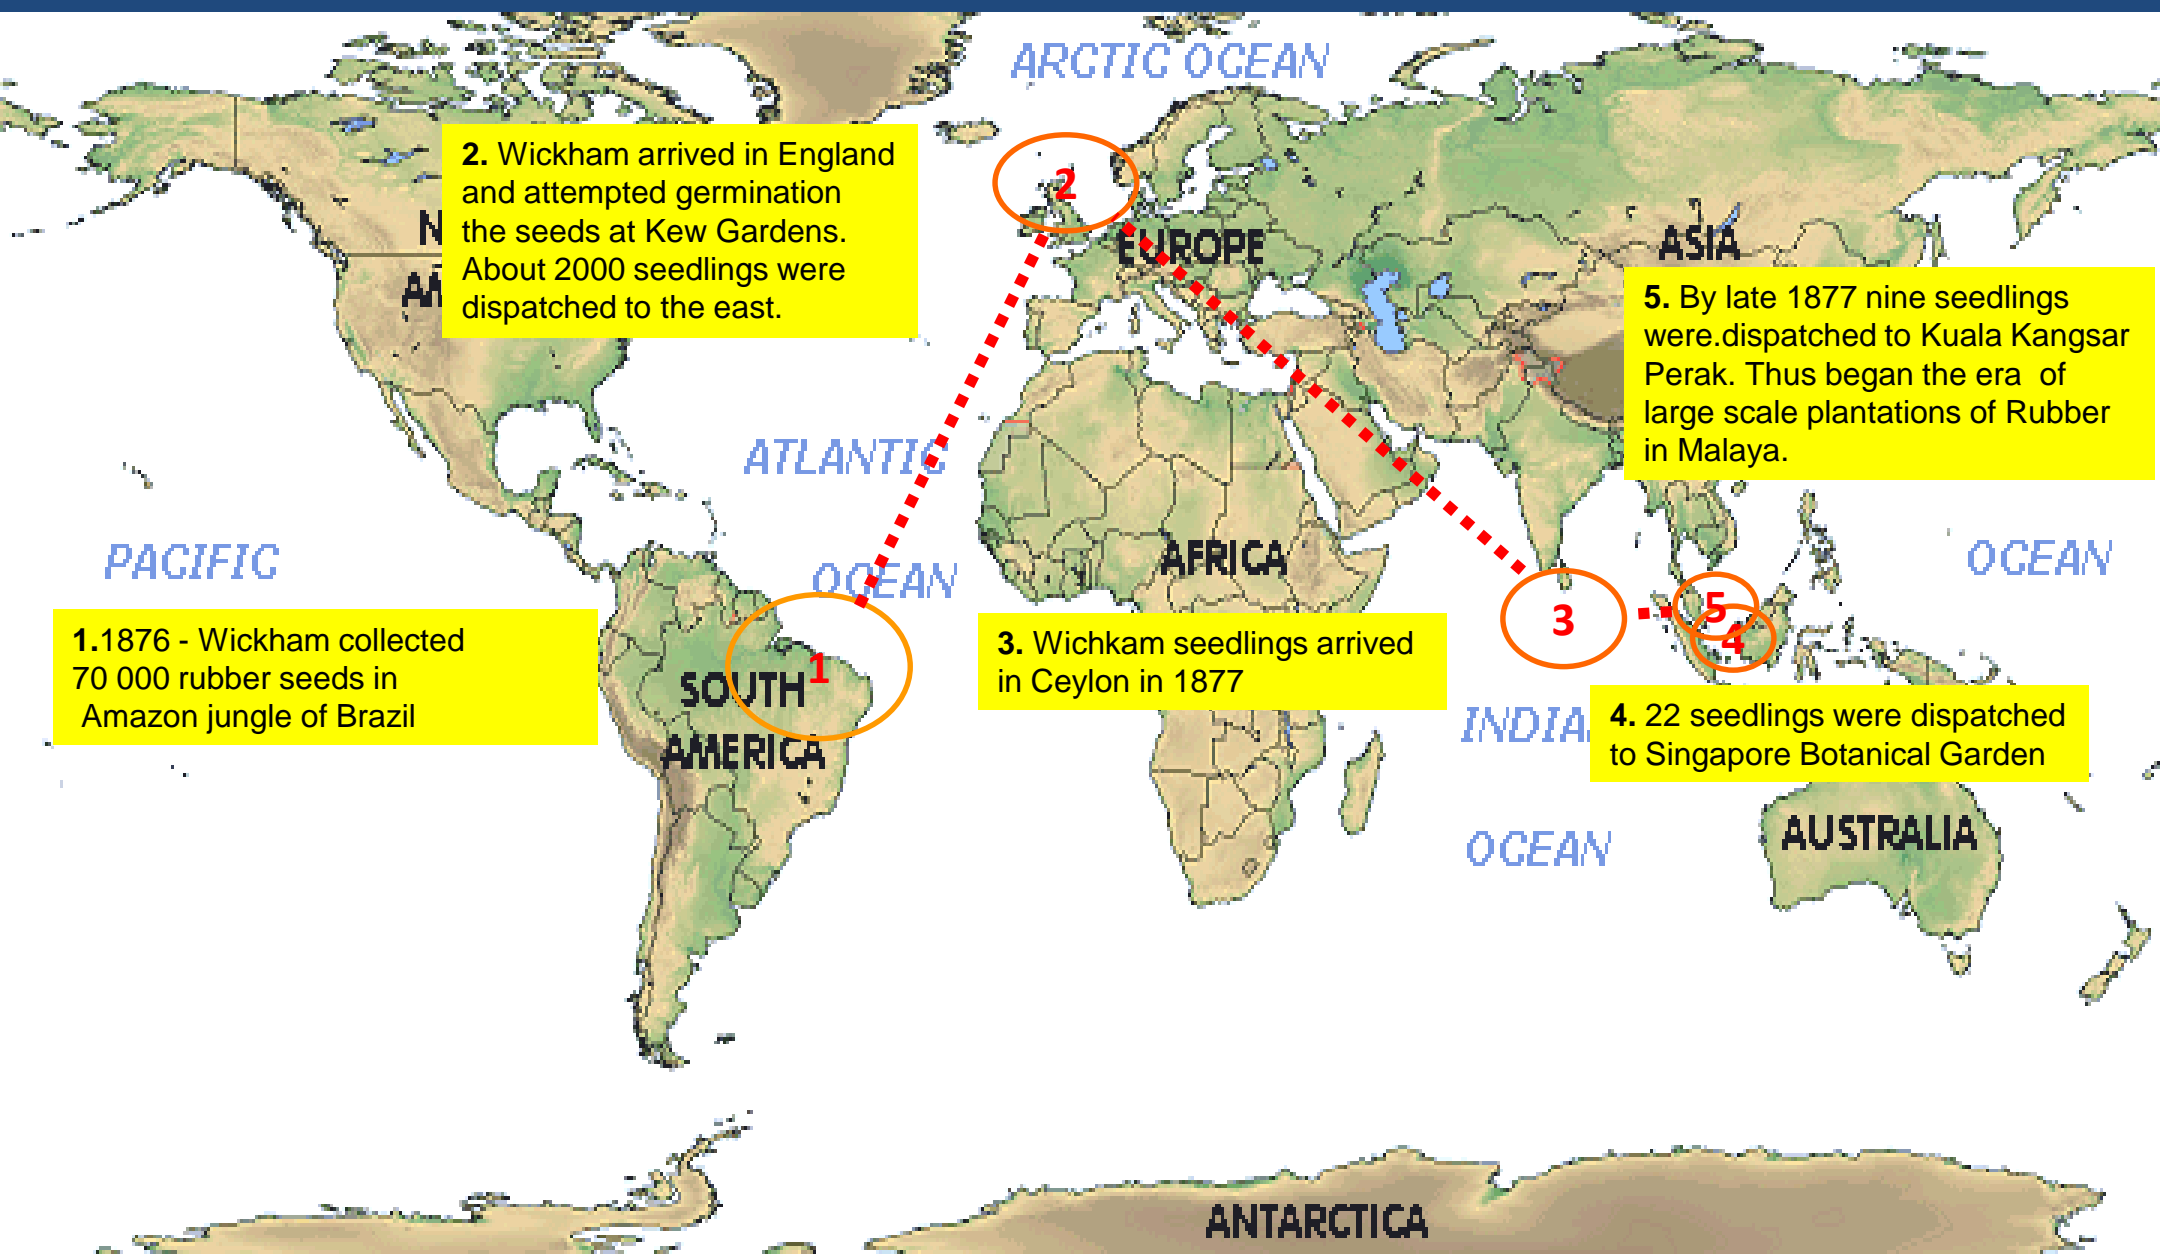 ARCTIC OCEAN
2. Wickham arrived in England
and attempted germination
the seeds at Kew Gardens.
About 2000 seedlings were
dispatched to the east.
2
EUROPE
ASIA
5. By late 1877 nine seedlings
were.dispatched to Kuala Kangsar
Perak. Thus began the era of
large scale plantations of Rubber
in Malaya.
ATLANTIC
OCEAN
PACIFIC
OCEAN
AFRICA
1.1876 - Wickham collected
70 000 rubber seeds in
Amazon jungle of Brazil
1
SOUTH
AMERICA
3. Wichkam seedlings arrived
in Ceylon in 1877
3
5
4
4. 22 seedlings were dispatched
to Singapore Botanical Garden
INDIA
OCEAN
AUSTRALIA
ANTARCTICA